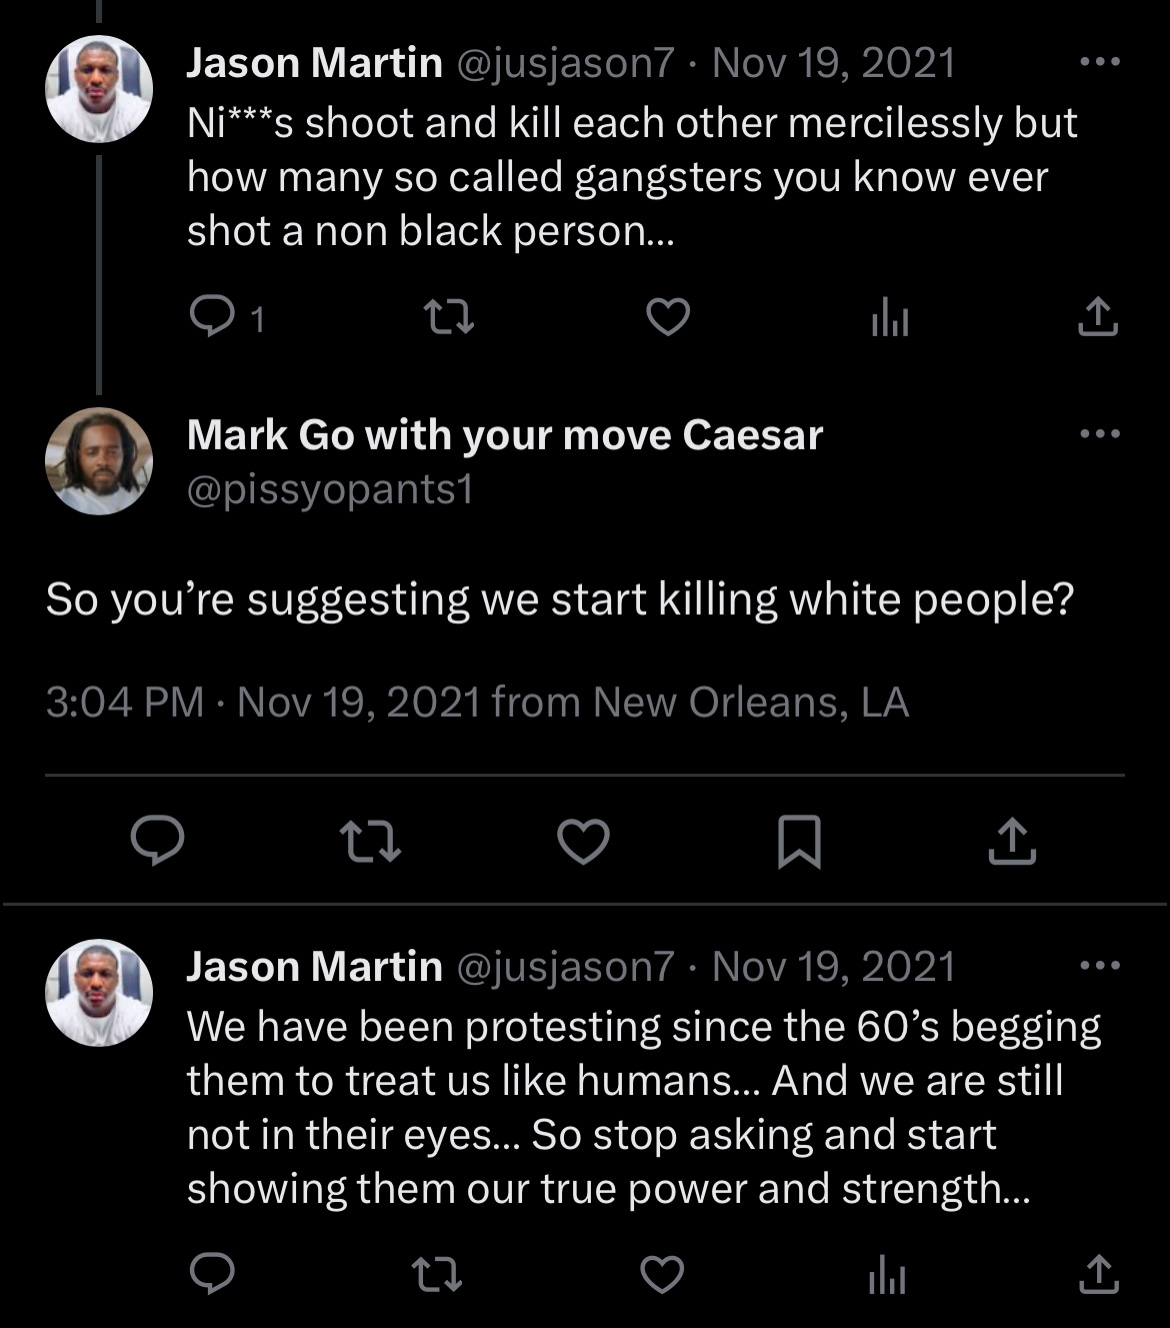 Jason Martin @jusjason7 · Nov 19, 2021
Ni***s shoot and kill each other mercilessly but
how many so called gangsters you know ever
shot a non black person...
1
Mark Go with your move Caesar
@pissyopants1
So you’re suggesting we start killing white people?
3:04 PM · Nov 19, 2021 from New Orleans, LA
Jason Martin @jusjason7 · Nov 19, 2021
We have been protesting since the 60’s begging
them to treat us like humans... And we are still
not in their eyes... So stop asking and start
showing them our true power and strength...